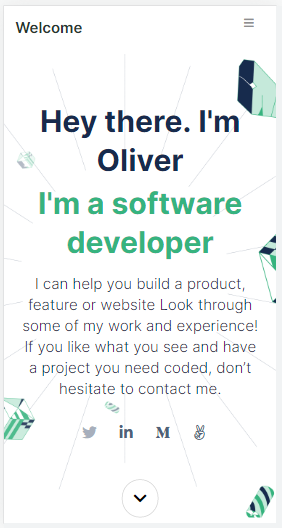 Welcome
Hey there. I'm
Oliver
I'm a software
developer
I can help you build a product,
feature or website Look through
some of my work and experience!
If you like what you see and have
a project you need coded, don't
hesitate to contact me.